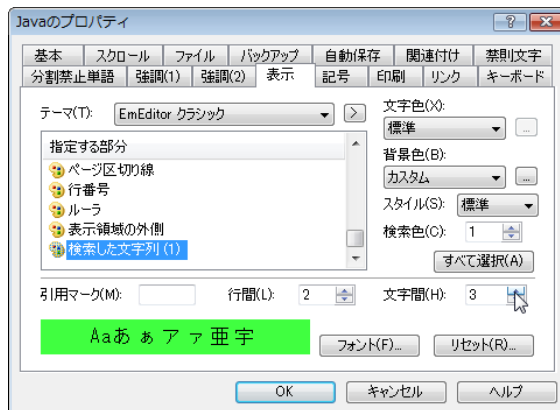 Javaのプロパティ
基本 スクロール ファイル バックアップ 自動保存 関連付け 禁則文字
分割禁止単語 強調(1) 強調(2) 表示 記号 印刷 リンク キーボード
テーマ(T): EmEditor クラシック >
文字色(X):
標準 ...
指定する部分
背景色(B):
ページ区切り線
カスタム ...
行番号
ルーラ
スタイル(S): 標準
表示領域の外側
検索色(C): 1
検索した文字列 (1)
すべて選択(A)
引用マーク(M): 行間(L): 2 文字間(H): 3
Aaあぁアァ亜宇
フォント(F)... リセット(R)...
OK キャンセル ヘルプ